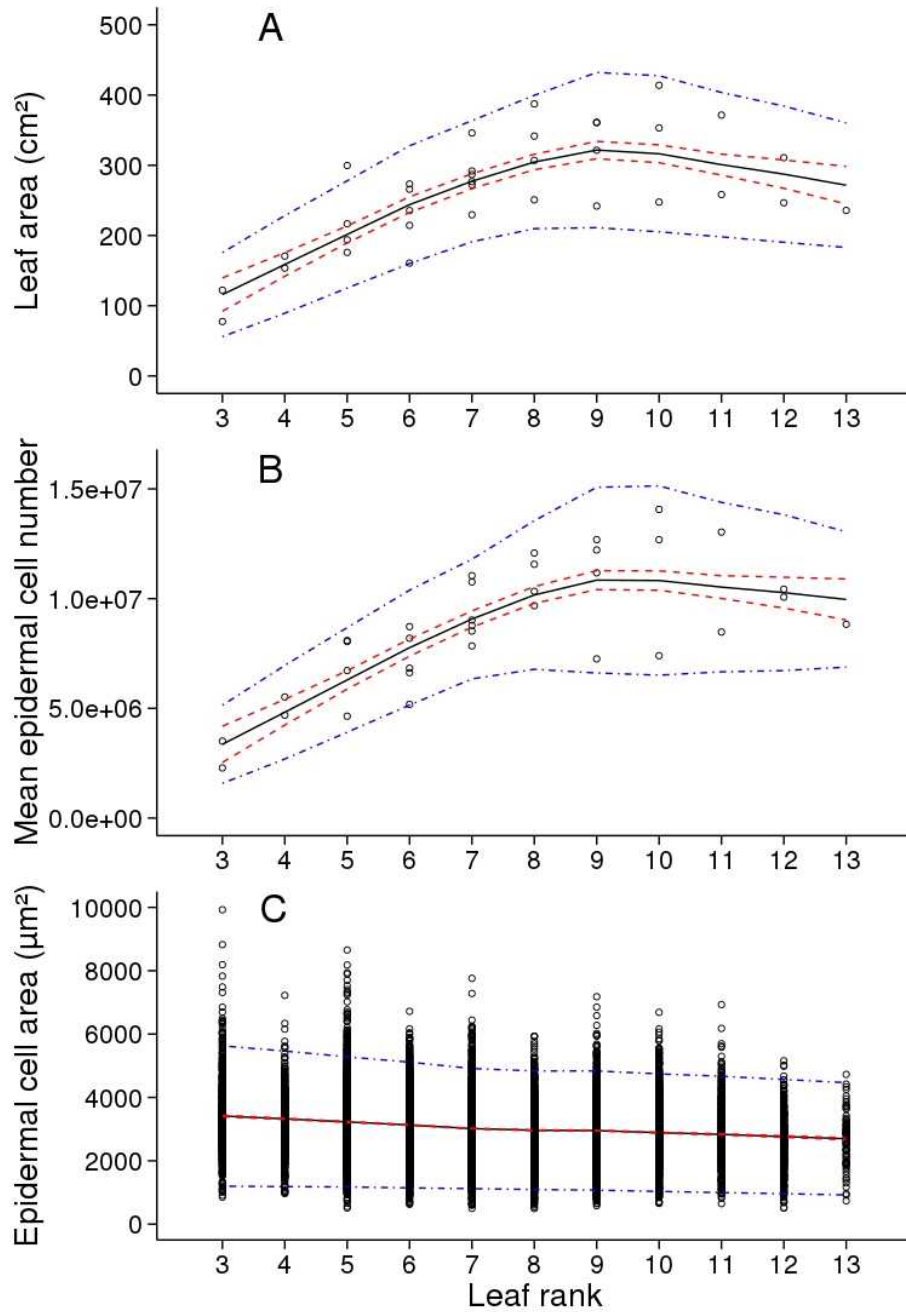 A
Leaf area (cm²)
500
400
300
200
100
0
3 4 5 6 7 8 9 10 11 12 13
B
Mean epidermal cell number
1.5e+07
1.0e+07
5.0e+06
0.0e+00
3 4 5 6 7 8 9 10 11 12 13
C
Epidermal cell area (µm²)
10000
8000
6000
4000
2000
0
3 4 5 6 7 8 9 10 11 12 13
Leaf rank